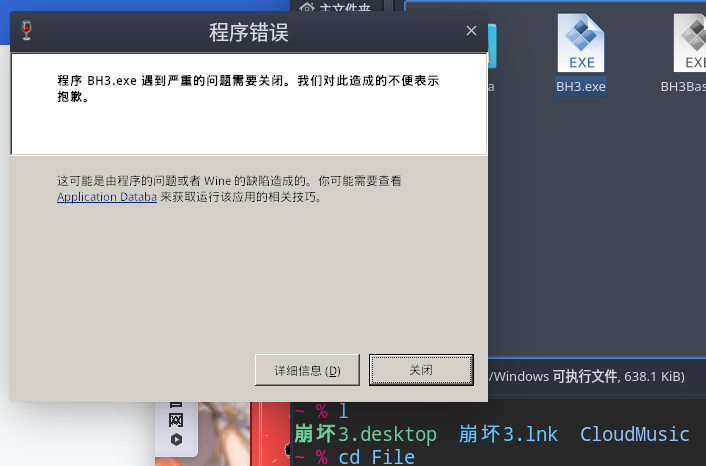 主文件夹
程序错误
程序 BH3.exe 遇到严重的问题需要关闭。我们对此造成的不便表示
抱歉。
这可能是由程序的问题或者 Wine 的缺陷造成的。你可能需要查看
Application Databa 来获取运行该应用的相关技巧。
详细信息 (D)
关闭
EXE
EXE
a
BH3.exe
BH3Bas
/Windows 可执行文件, 638.1 KiB)
官
网
~ % l
崩坏3.desktop 崩坏3.lnk CloudMusic
~ % cd File